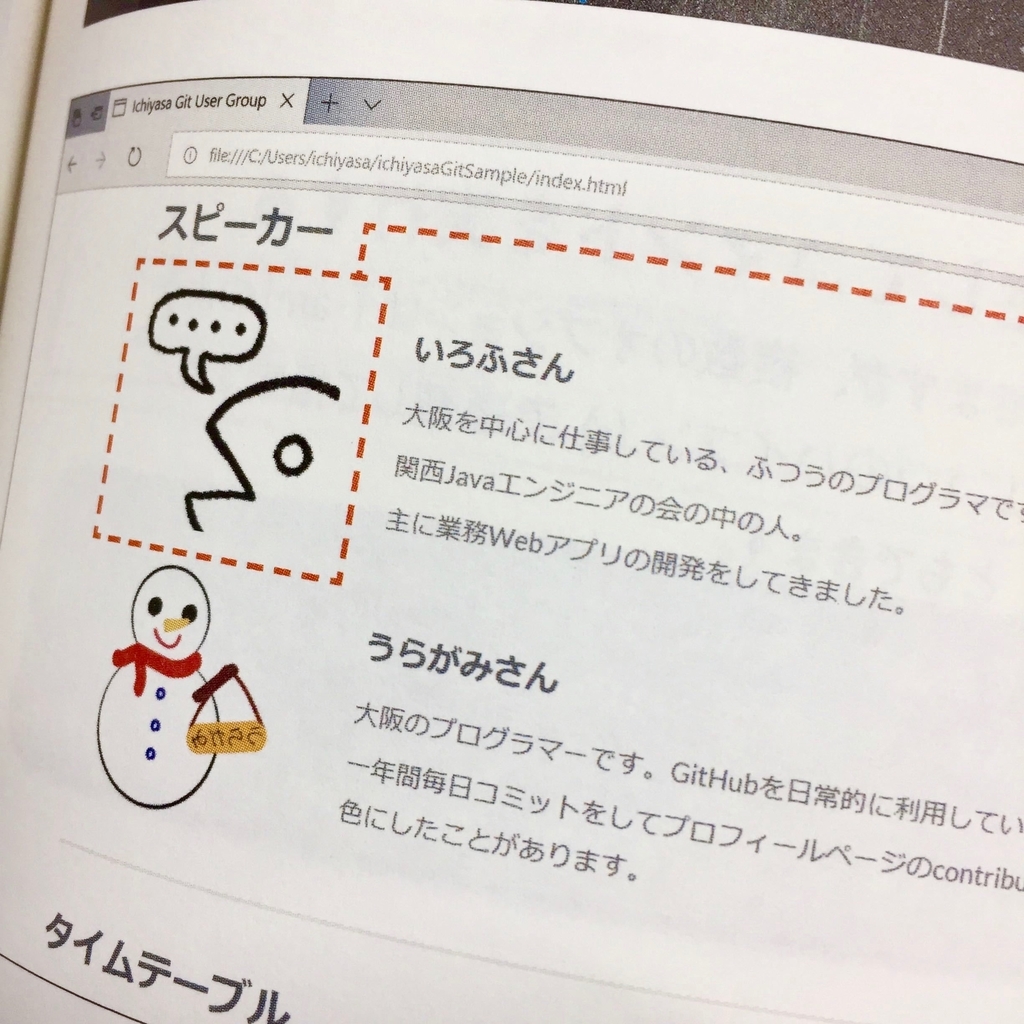 Ichiyasa Git User Group
file:///C:/Users/ichiyasa/ichiyasaGitSample/index.html
スピーカー
いろふさん
大阪を中心に仕事している、ふつうのプログラマです
関西Javaエンジニアの会の中の人。
主に業務Webアプリの開発をしてきました。
うらがみさん
大阪のプログラマーです。GitHubを日常的に利用してい
一年間毎日コミットをしてプロフィールページのcontribu
色にしたことがあります。
タイムテーブル